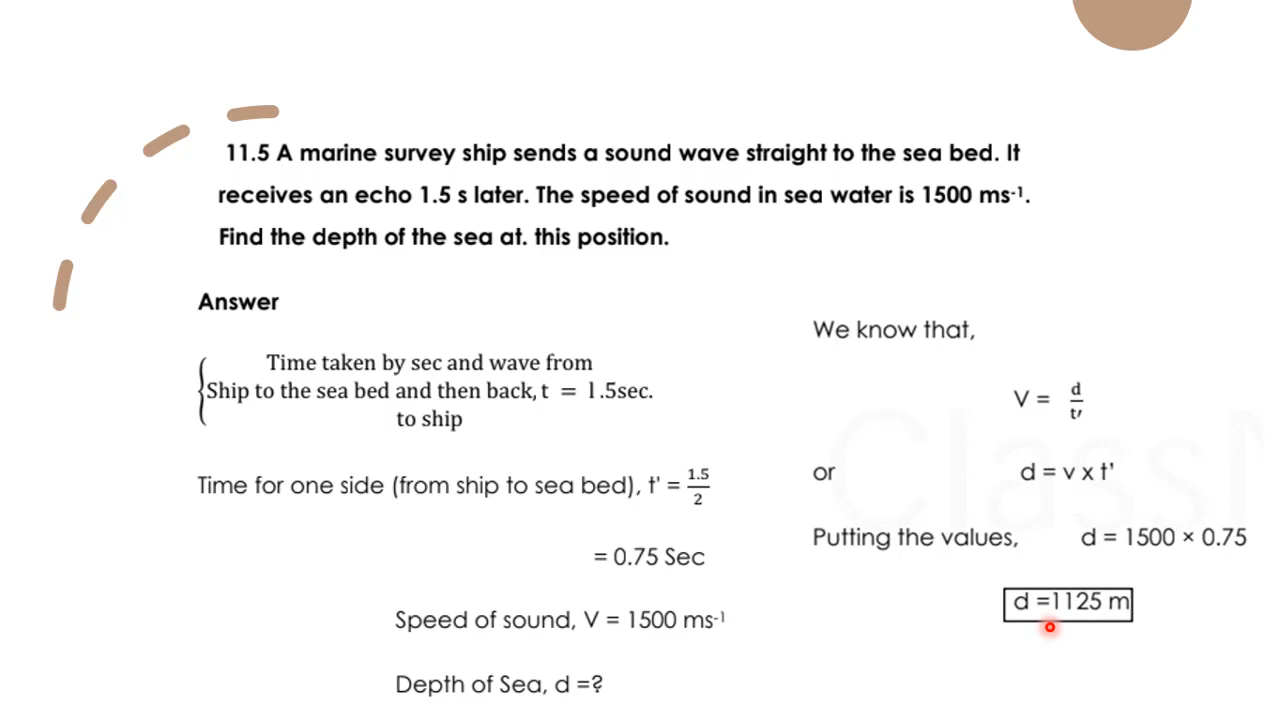 11.5 A marine survey ship sends a sound wave straight to the sea bed. It
receives an echo 1.5 s later. The speed of sound in sea water is 1500 ms⁻¹.
Find the depth of the sea at. this position.
Answer
Time taken by sec and wave from
Ship to the sea bed and then back, t = 1.5sec.
to ship
Time for one side (from ship to sea bed), t' = 1.5/2
= 0.75 Sec
Speed of sound, V = 1500 ms⁻¹
Depth of Sea, d =?
We know that,
V = d/t'
or d = v x t'
Putting the values, d = 1500 × 0.75
d =1125 m